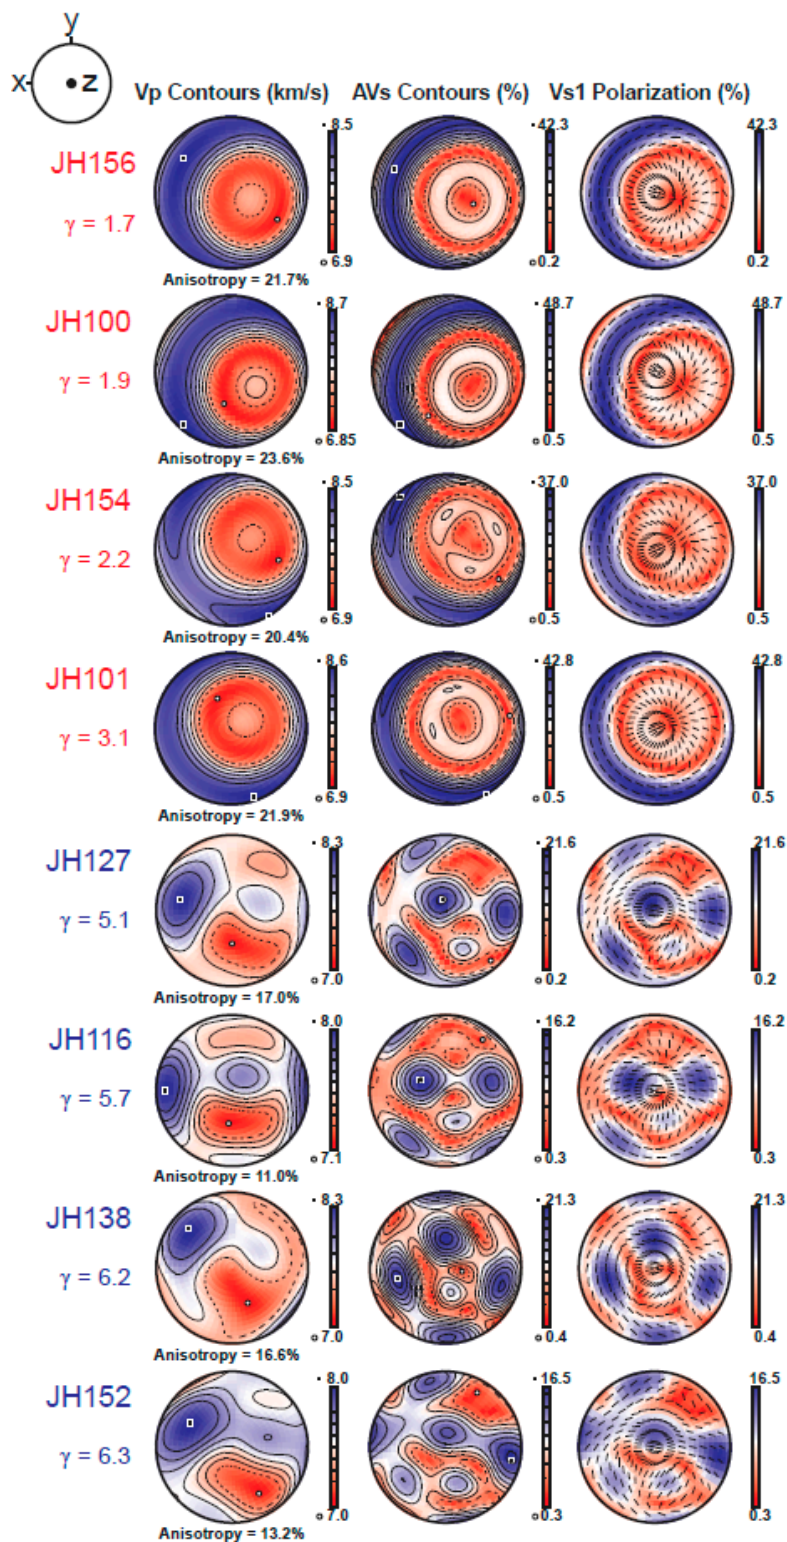 y
x z
Vp Contours (km/s) AVs Contours (%) Vs1 Polarization (%)
JH156
γ = 1.7
8.5 42.3 42.3
6.9 0.2 0.2
Anisotropy = 21.7%
JH100
γ = 1.9
8.7 48.7 48.7
6.85 0.5 0.5
Anisotropy = 23.6%
JH154
γ = 2.2
8.5 37.0 37.0
6.9 0.5 0.5
Anisotropy = 20.4%
JH101
γ = 3.1
8.6 42.8 42.8
6.9 0.5 0.5
Anisotropy = 21.9%
JH127
γ = 5.1
8.3 21.6 21.6
7.0 0.2 0.2
Anisotropy = 17.0%
JH116
γ = 5.7
8.0 16.2 16.2
7.1 0.3 0.3
Anisotropy = 11.0%
JH138
γ = 6.2
8.3 21.3 21.3
7.0 0.4 0.4
Anisotropy = 16.6%
JH152
γ = 6.3
8.0 16.5 16.5
7.0 0.3 0.3
Anisotropy = 13.2%